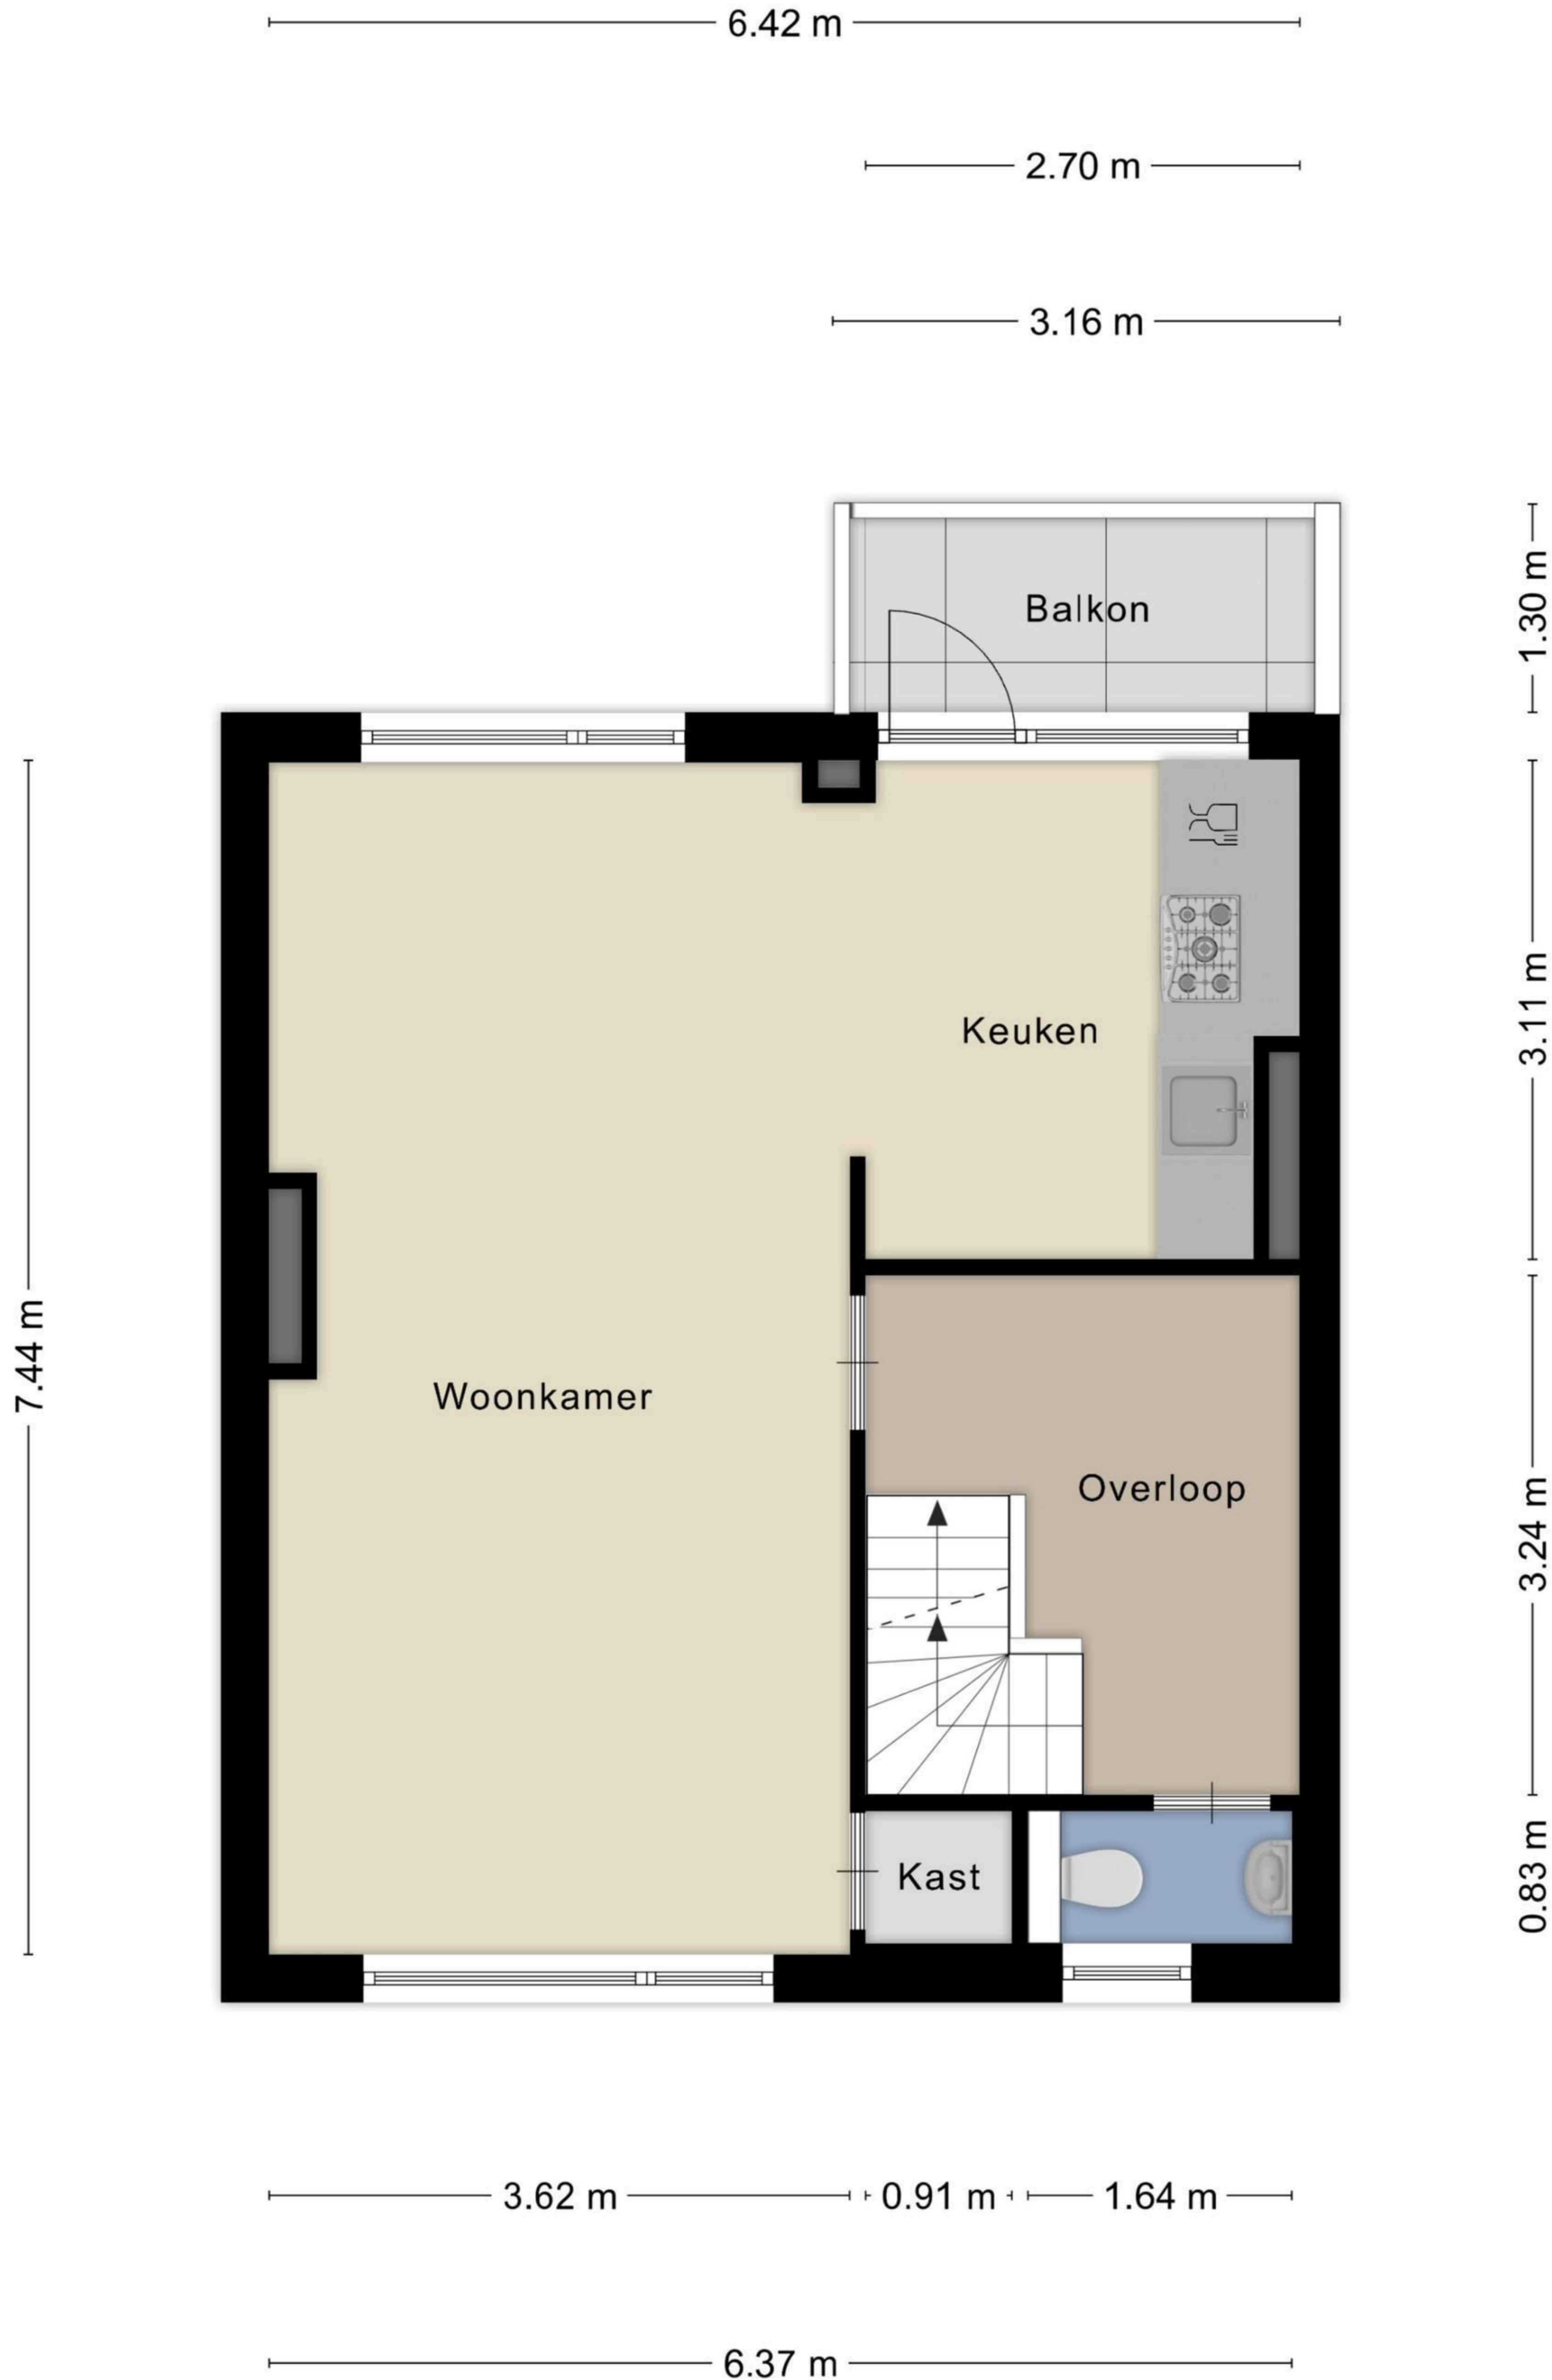 6.42 m
2.70 m
3.16 m
1.30 m
Balkon
3.11 m
Keuken
7.44 m
Woonkamer
Overloop
3.24 m
0.83 m
Kast
3.62 m
0.91 m
1.64 m
6.37 m